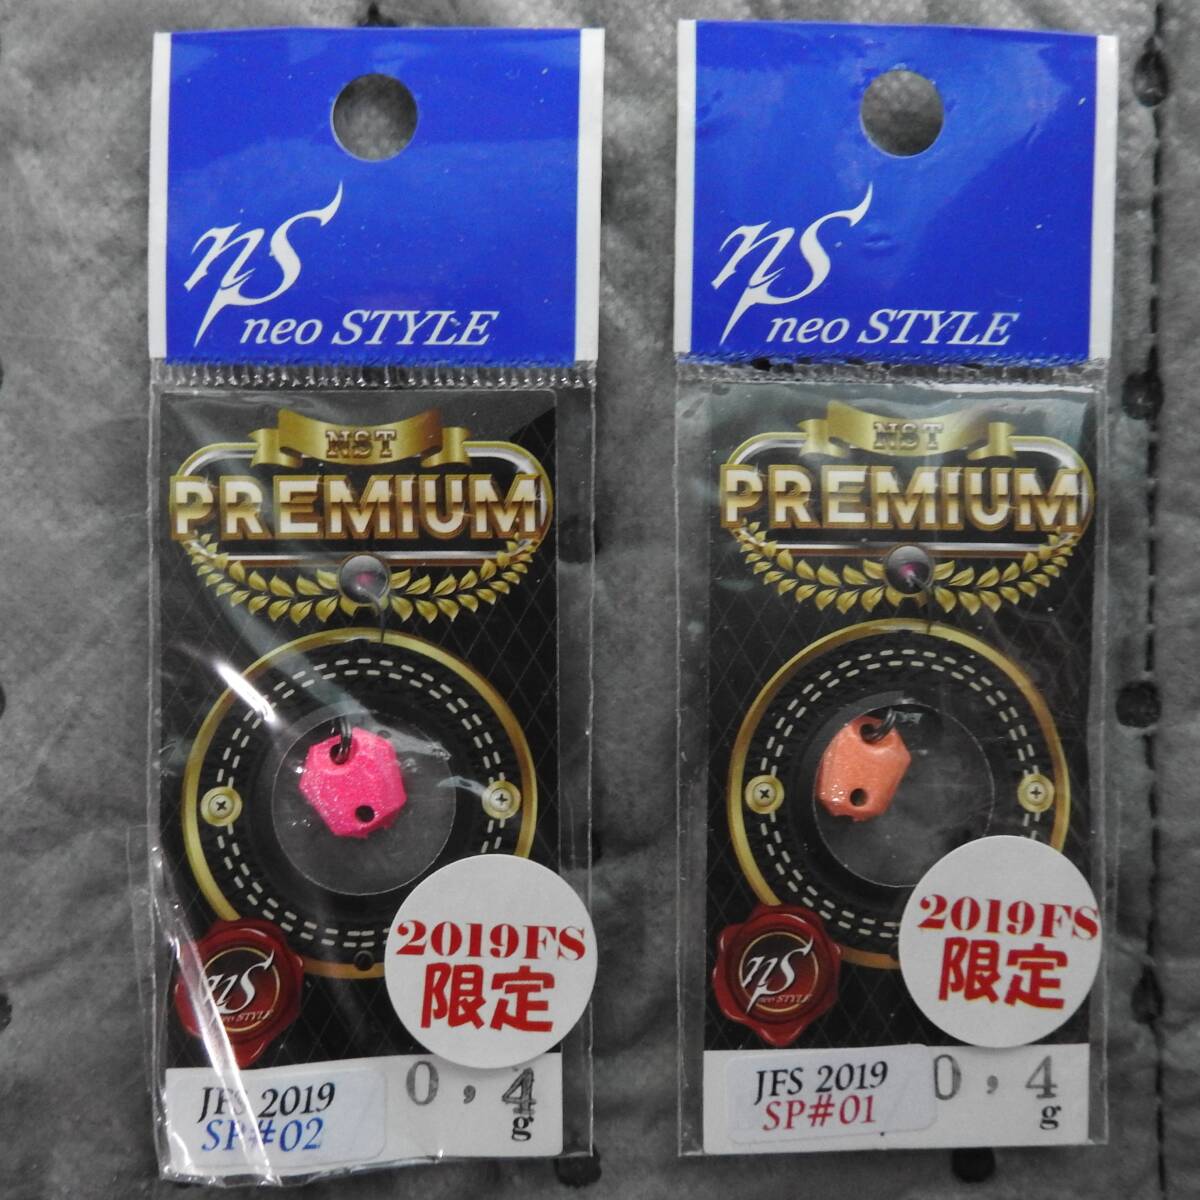 ns
neo STYLE
NST
PREMIUM
ns
neo STYLE
2019FS
限定
JFS 2019
SP#02
0,4
g
ns
neo STYLE
NST
PREMIUM
ns
neo STYLE
2019FS
限定
JFS 2019
SP#01
0,4
g